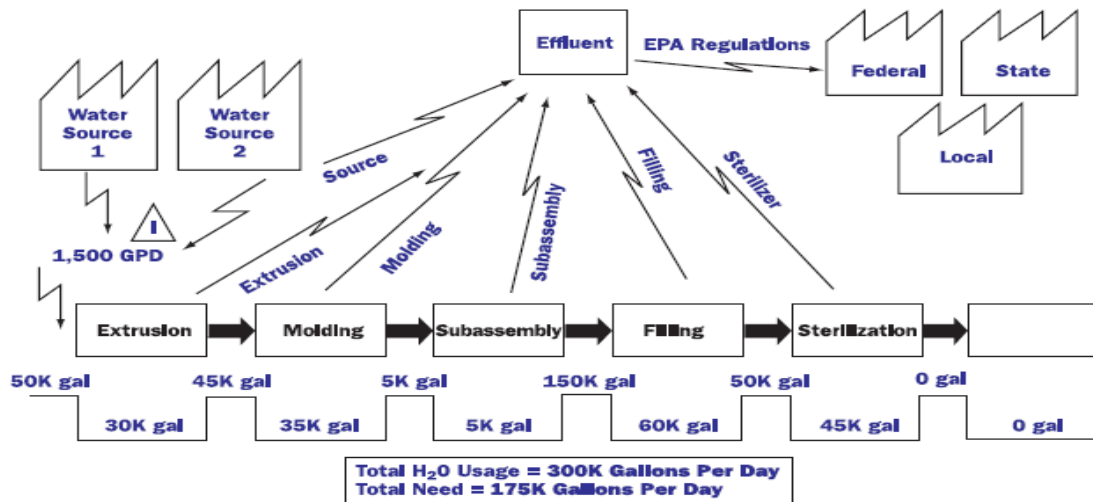 Effluent
EPA Regulations
Federal
State
Local
Water
Source
1
Water
Source
2
Source
Extrusion
Molding
Subassembly
Filling
Sterilizer
I
1,500 GPD
Extrusion
Molding
Subassembly
Filling
Sterilization
50K gal
45K gal
5K gal
150K gal
50K gal
0 gal
30K gal
35K gal
5K gal
60K gal
45K gal
0 gal
Total H₂0 Usage = 300K Gallons Per Day
Total Need = 175K Gallons Per Day